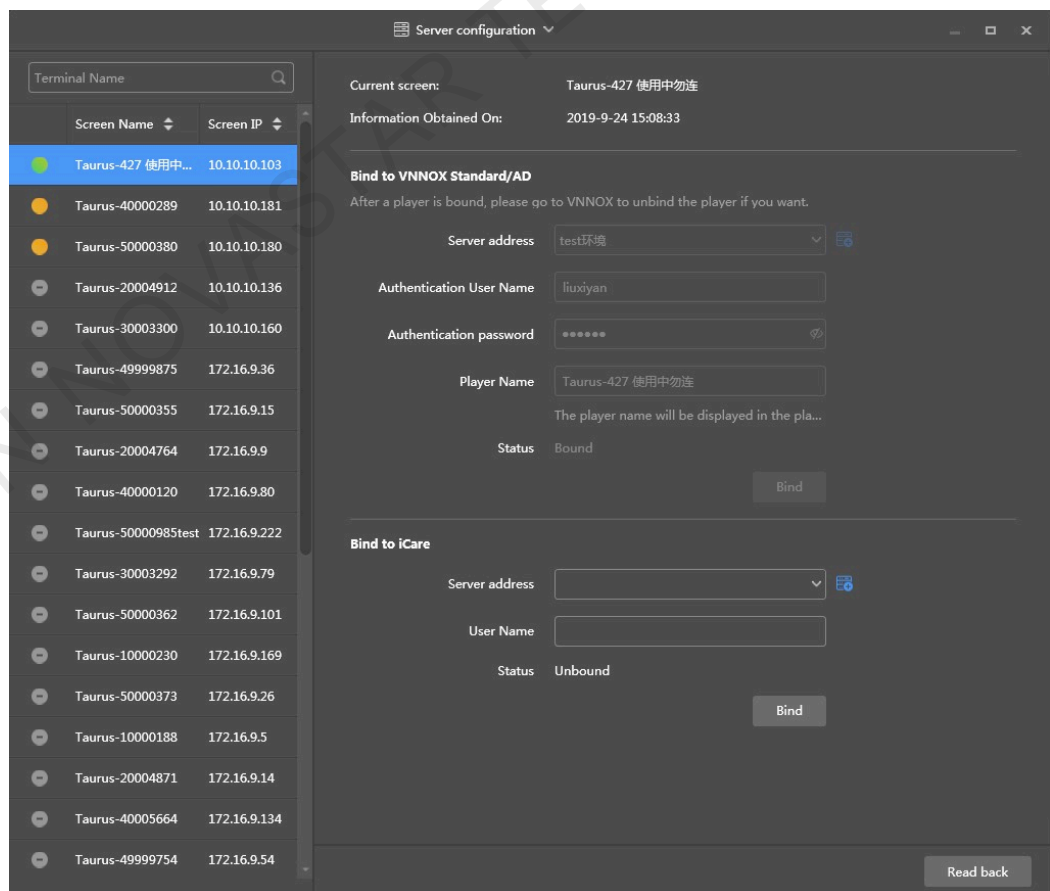 Server configuration
Terminal Name
Screen Name Screen IP
Taurus-427 使用中... 10.10.10.103
Taurus-40000289 10.10.10.181
Taurus-50000380 10.10.10.180
Taurus-20004912 10.10.10.136
Taurus-30003300 10.10.10.160
Taurus-49999875 172.16.9.36
Taurus-50000355 172.16.9.15
Taurus-20004764 172.16.9.9
Taurus-40000120 172.16.9.80
Taurus-50000985test 172.16.9.222
Taurus-30003292 172.16.9.79
Taurus-50000362 172.16.9.101
Taurus-10000230 172.16.9.169
Taurus-50000373 172.16.9.26
Taurus-10000188 172.16.9.5
Taurus-20004871 172.16.9.14
Taurus-40005664 172.16.9.134
Taurus-49999754 172.16.9.54
Current screen: Taurus-427 使用中勿连
Information Obtained On: 2019-9-24 15:08:33
Bind to VNNOX Standard/AD
After a player is bound, please go to VNNOX to unbind the player if you want.
Server address test环境
Authentication User Name liuxiyan
Authentication password ••••••
Player Name Taurus-427 使用中勿连
The player name will be displayed in the pla...
Status Bound
Bind
Bind to iCare
Server address
User Name
Status Unbound
Bind
Read back
N NOVASTAR TE